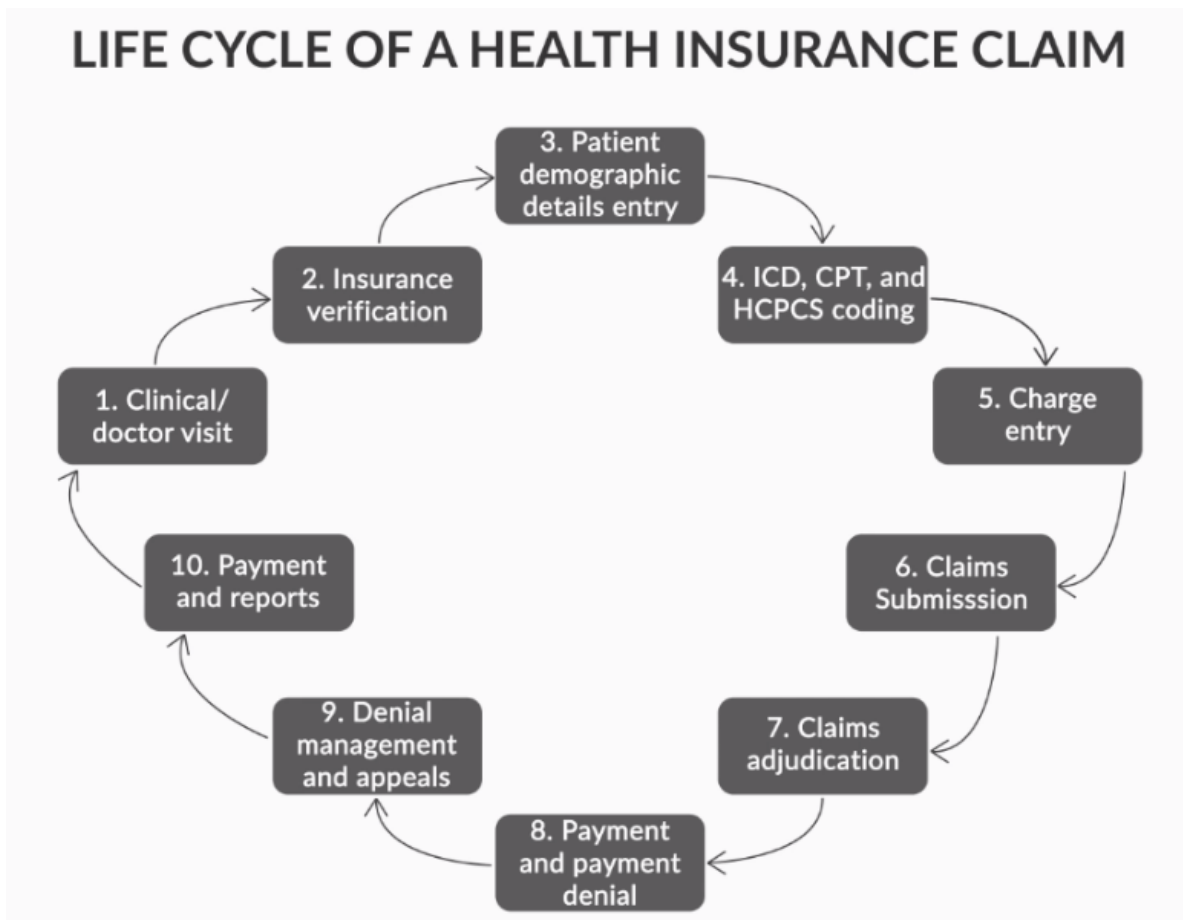 LIFE CYCLE OF A HEALTH INSURANCE CLAIM
1. Clinical/
doctor visit
2. Insurance
verification
3. Patient
demographic
details entry
4. ICD, CPT, and
HCPCS coding
5. Charge
entry
6. Claims
Submisssion
7. Claims
adjudication
8. Payment
and payment
denial
9. Denial
management
and appeals
10. Payment
and reports